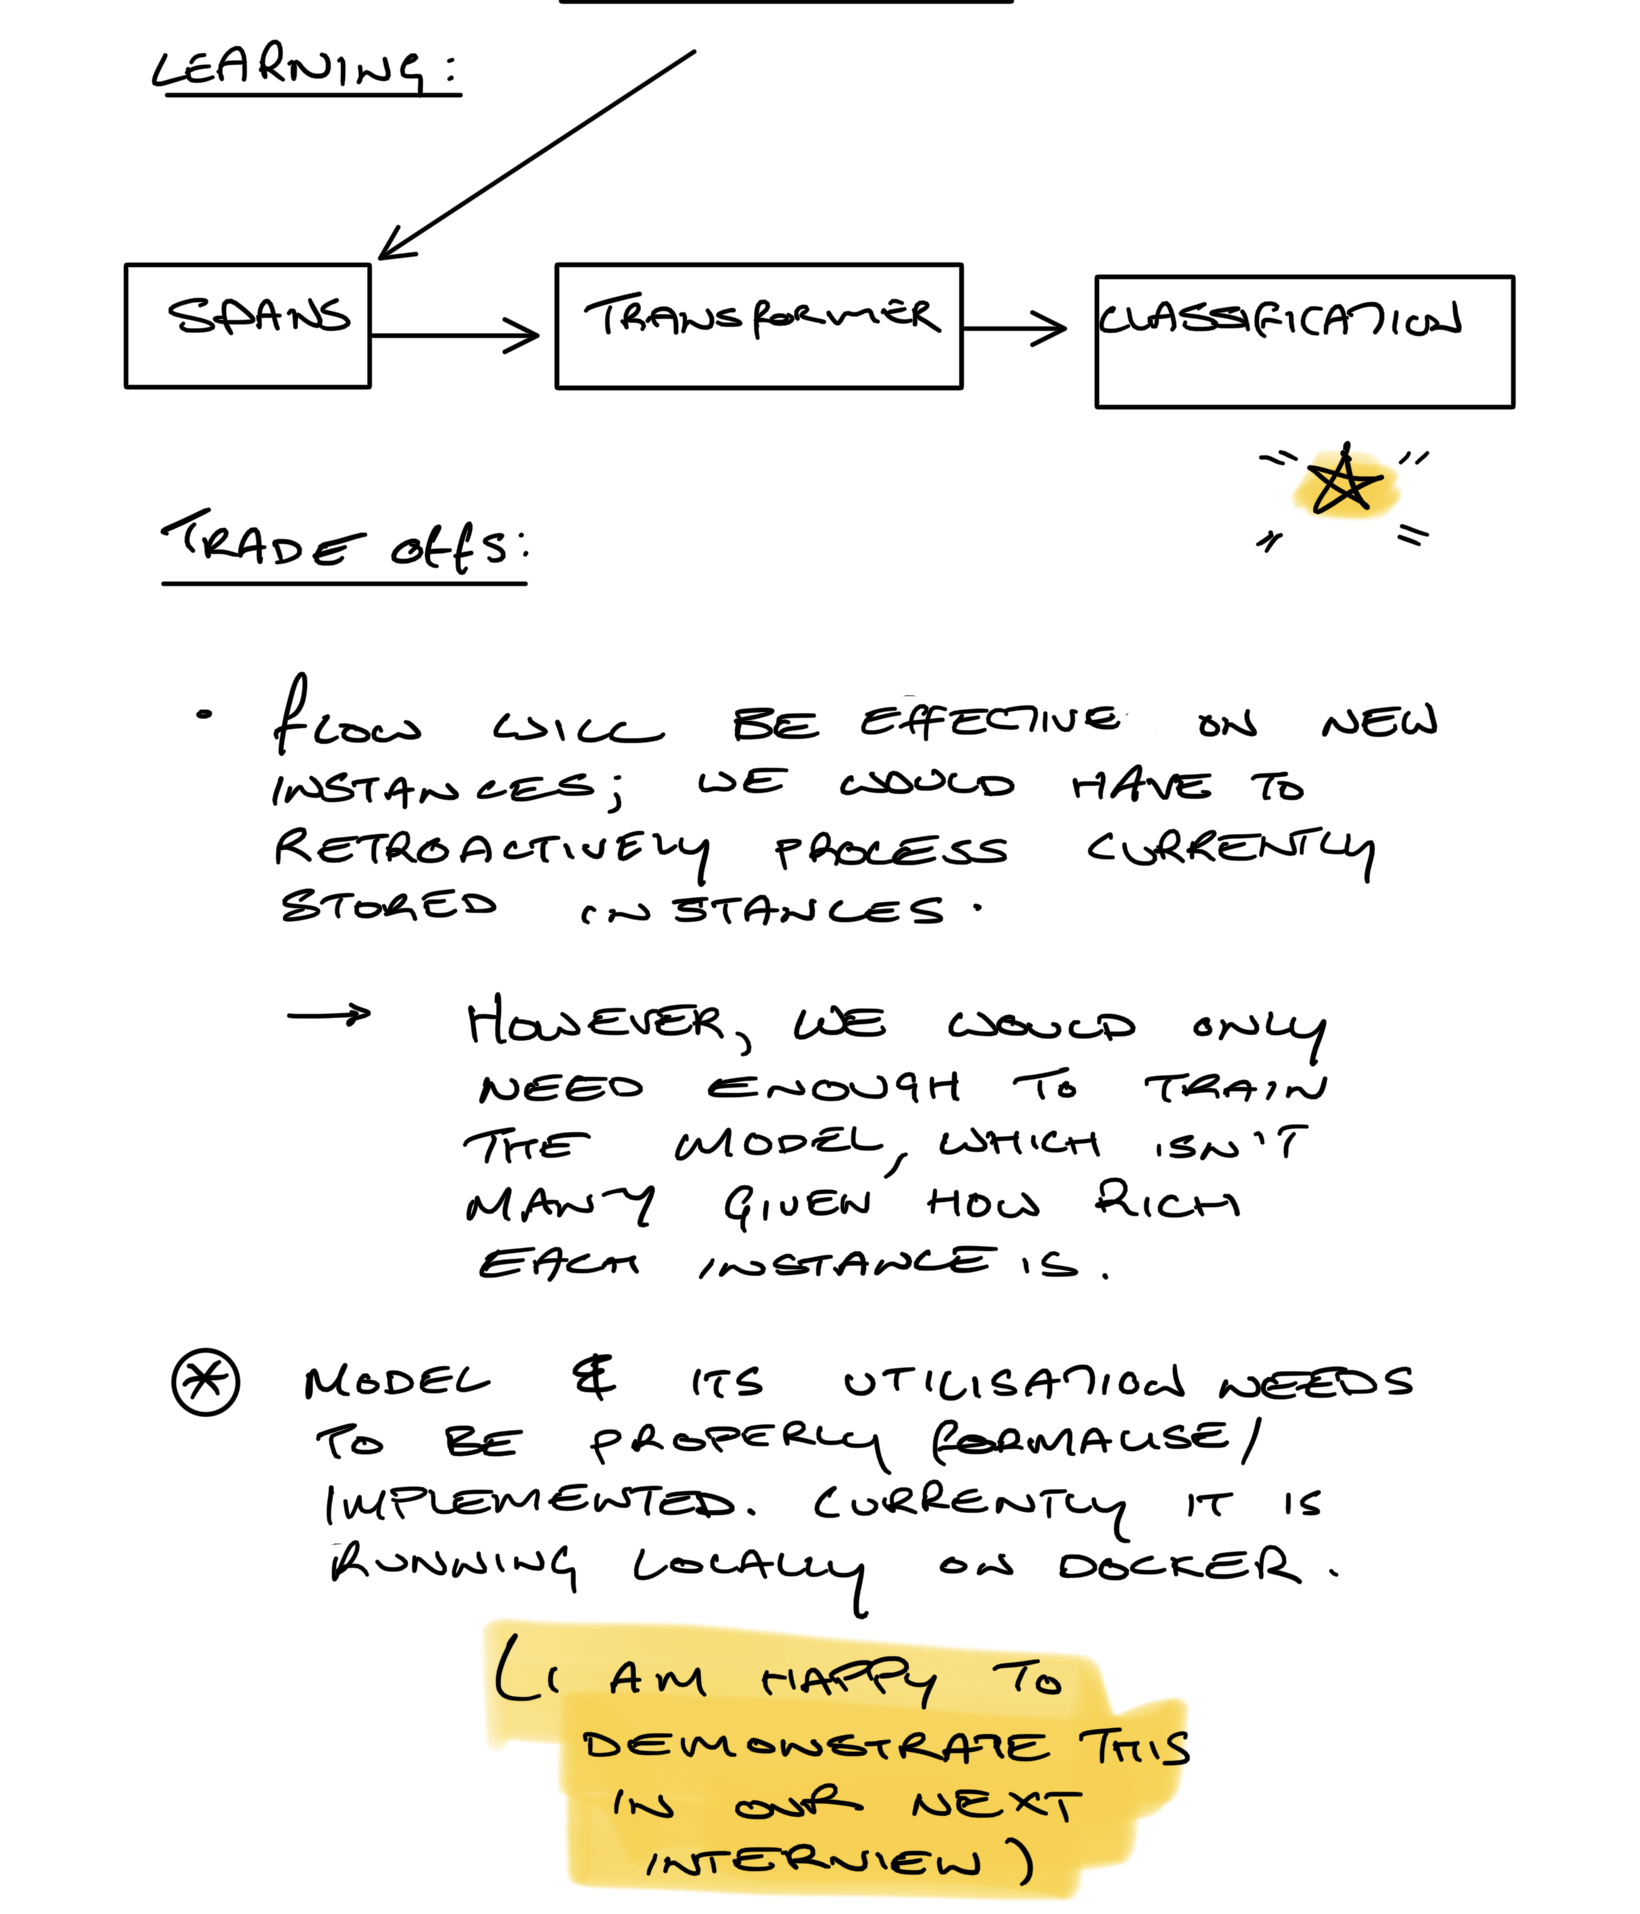 LEARNING:
SPANS
TRANSFORMER
CLASSIFICATION
TRADE OFFS:
• FLOW WILL BE EFFECTIVE ON NEW
INSTANCES; WE WOULD HAVE TO
RETROACTIVELY PROCESS CURRENTLY
STORED INSTANCES.
→ HOWEVER, WE WOULD ONLY
NEED ENOUGH TO TRAIN
THE MODEL, WHICH ISN'T
MANY GIVEN HOW RICH
EACH INSTANCE IS.
* MODEL & ITS UTILISATION NEEDS
TO BE PROPERLY FORMALISE/
IMPLEMENTED. CURRENTLY IT IS
RUNNING LOCALLY ON DOCKER.
(I AM HAPPY TO
DEMONSTRATE THIS
IN OUR NEXT
INTERVIEW)